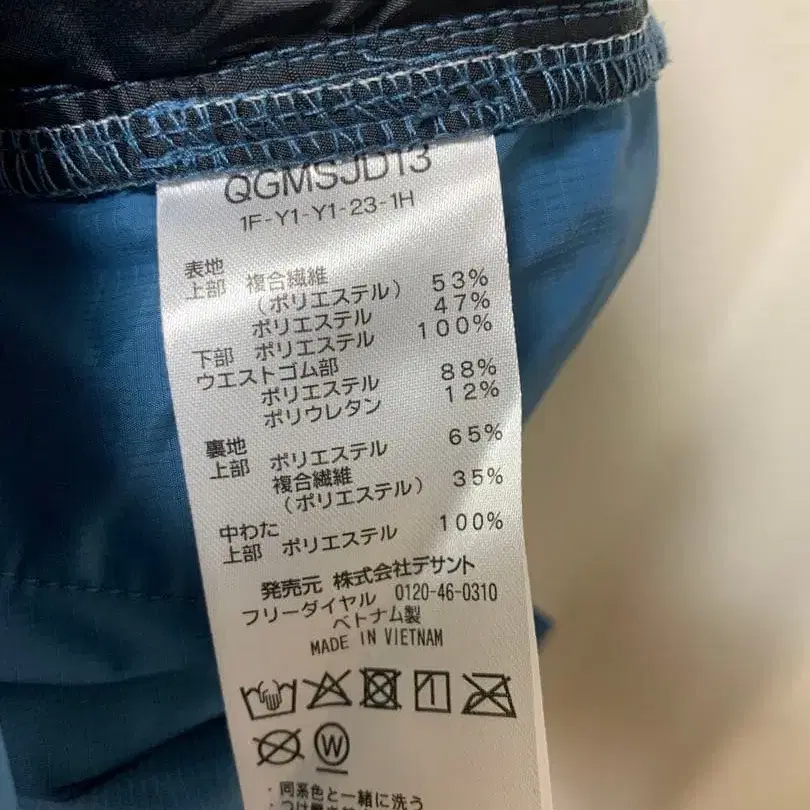 QGMSJD13
1F-Y1-Y1-23-1H
表地
上部 複合繊維 53%
(ポリエステル)
ポリエステル 47%
下部 ポリエステル 100%
ウエストゴム部
ポリエステル 88%
ポリウレタン 12%
裏地
上部 ポリエステル 65%
複合繊維 35%
(ポリエステル)
中わた
上部 ポリエステル 100%
発売元 株式会社デサント
フリーダイヤル 0120-46-0310
ベトナム製
MADE IN VIETNAM
W
・同系色と一緒に洗う